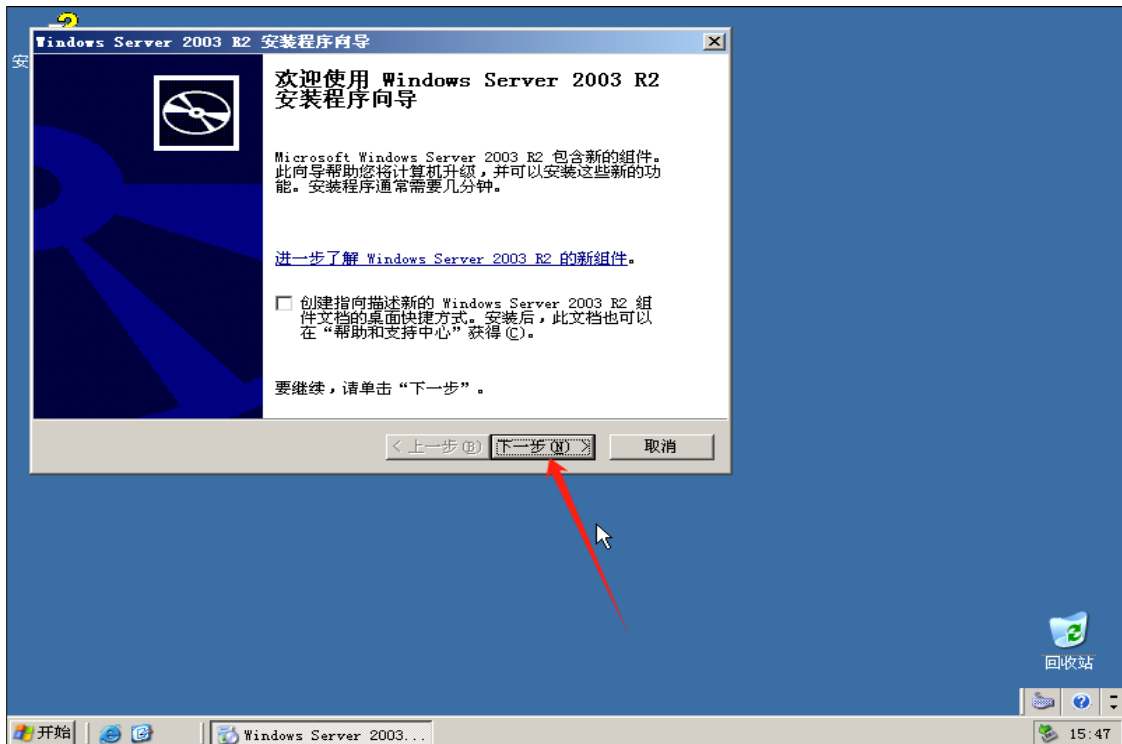 安
Windows Server 2003 R2 安装程序向导
欢迎使用 Windows Server 2003 R2
安装程序向导
Microsoft Windows Server 2003 R2 包含新的组件。
此向导帮助您将计算机升级，并可以安装这些新的功
能。安装程序通常需要几分钟。
进一步了解 Windows Server 2003 R2 的新组件。
创建指向描述新的 Windows Server 2003 R2 组
件文档的桌面快捷方式。安装后，此文档也可以
在“帮助和支持中心”获得(C)。
要继续，请单击“下一步”。
< 上一步(B)
下一步(N) >
取消
回收站
开始
Windows Server 2003...
15:47